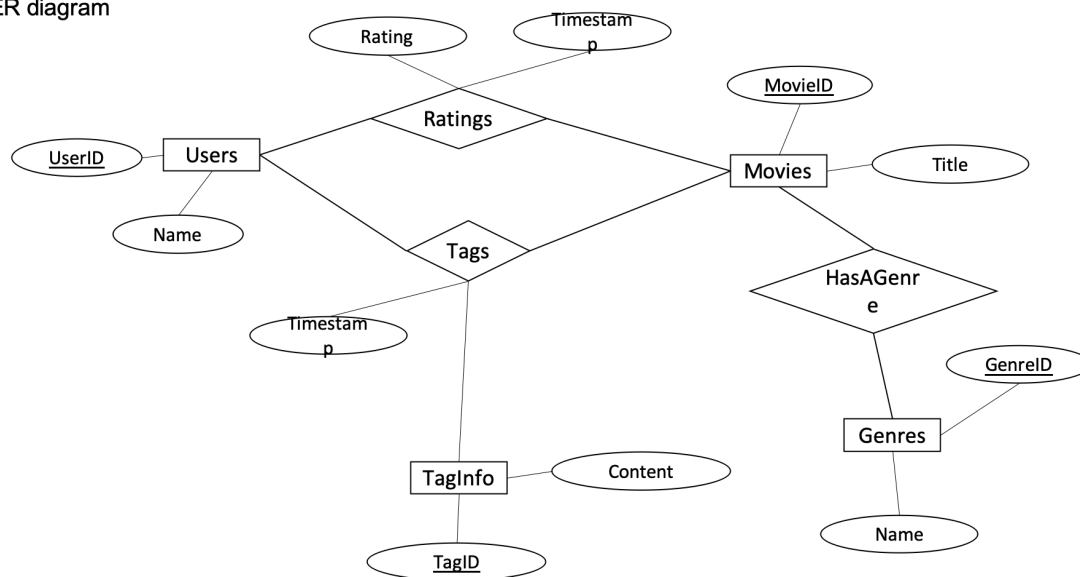 ER diagram
Rating
Timestam
p
MovieID
Ratings
UserID
Users
Movies
Title
Name
Tags
HasAGenr
e
Timestam
p
GenreID
Genres
TagInfo
Content
Name
TagID